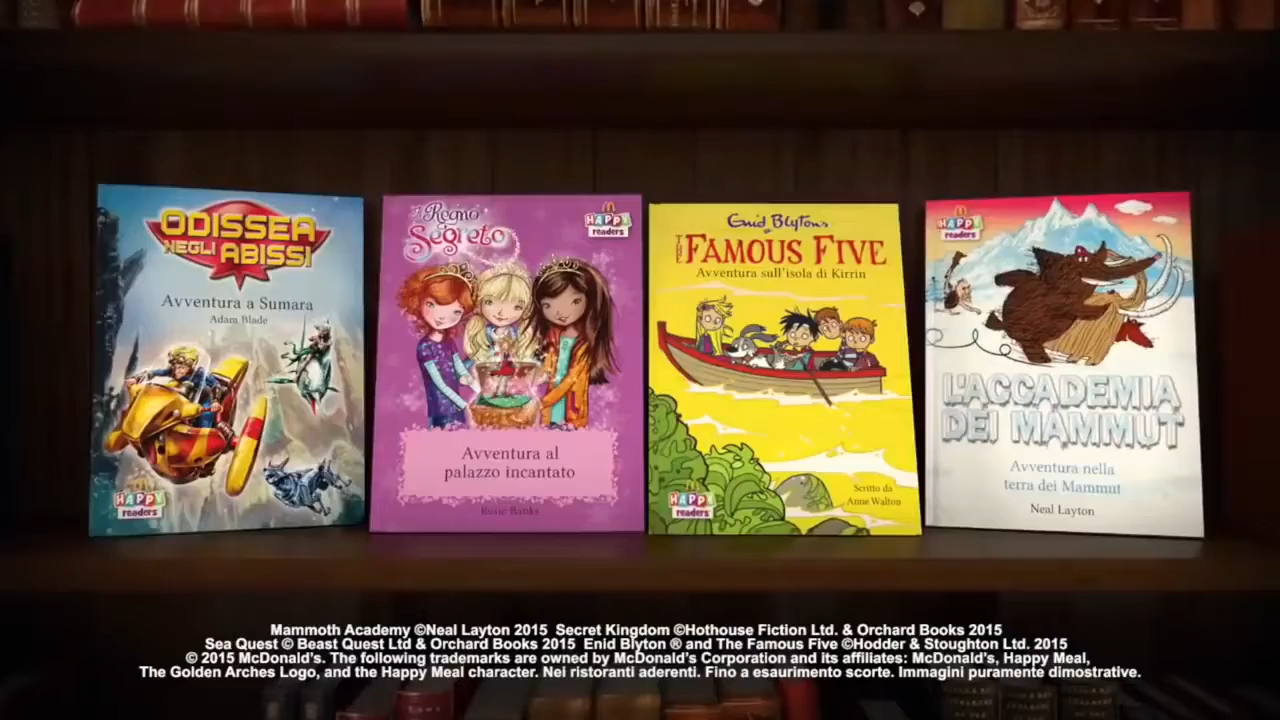 ODISSEA
NEGLI ABISSI
Avventura a Sumara
Adam Blade
HAPPY
readers
Il Regno
Segreto
HAPPY
readers
Avventura al
palazzo incantato
Rosie Banks
Enid Blyton's
THE FAMOUS FIVE
Avventura sull'isola di Kirrin
HAPPY
readers
Scritto da
Anne Walton
HAPPY
readers
L'ACCADEMIA
DEI MAMMUT
Avventura nella
terra dei Mammut
Neal Layton
Mammoth Academy ©Neal Layton 2015 Secret Kingdom ©Hothouse Fiction Ltd. & Orchard Books 2015
Sea Quest © Beast Quest Ltd & Orchard Books 2015 Enid Blyton ® and The Famous Five ©Hodder & Stoughton Ltd. 2015
© 2015 McDonald's. The following trademarks are owned by McDonald's Corporation and its affiliates: McDonald's, Happy Meal,
The Golden Arches Logo, and the Happy Meal character. Nei ristoranti aderenti. Fino a esaurimento scorte. Immagini puramente dimostrative.